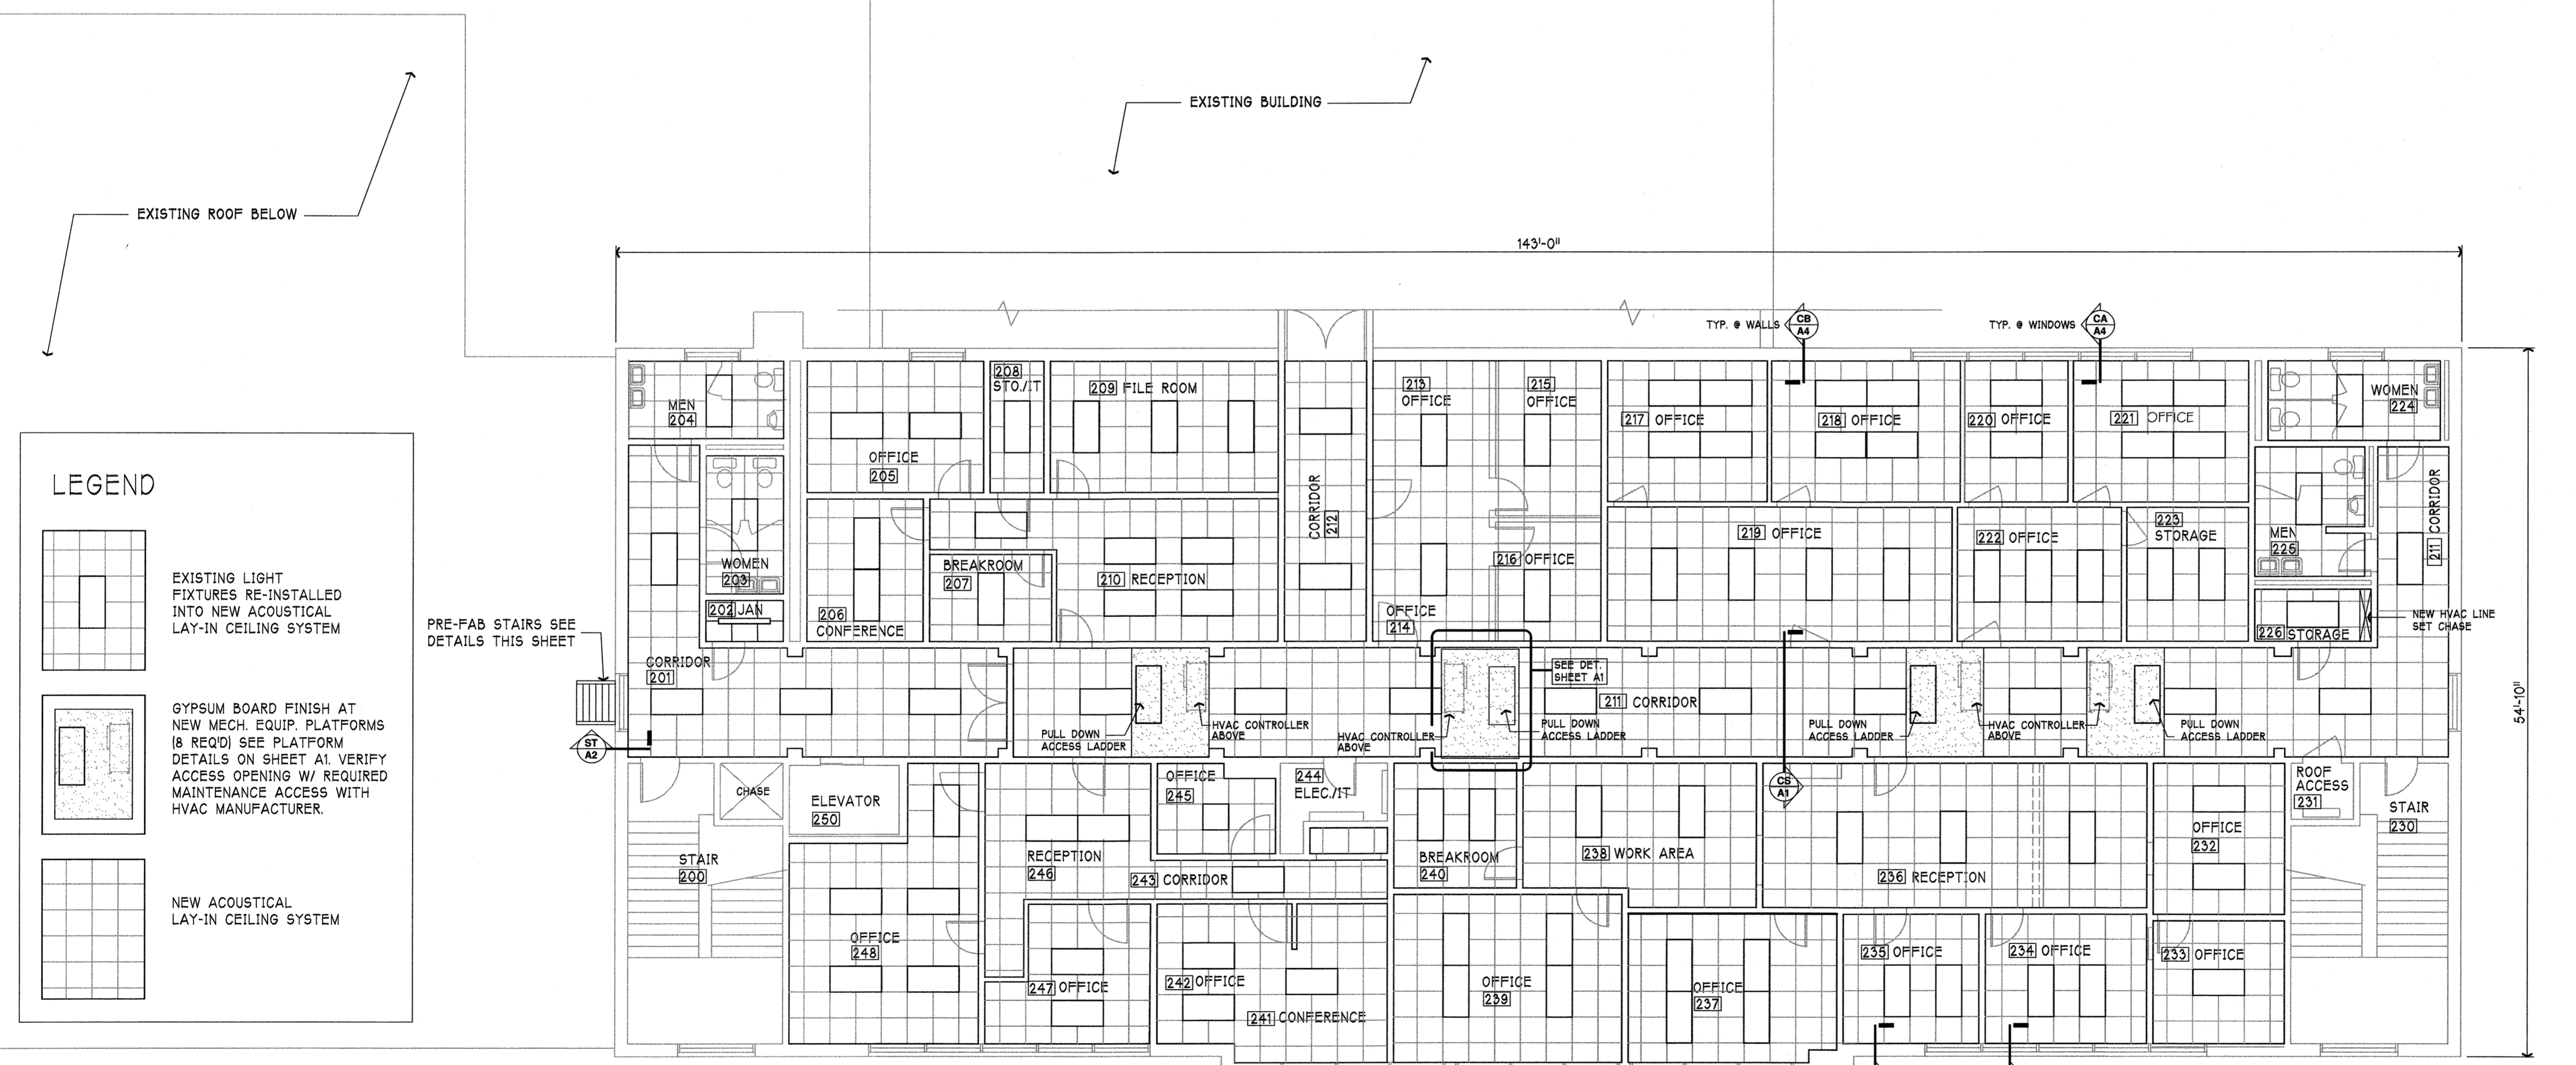 EXISTING BUILDING
EXISTING ROOF BELOW
143'-0"
TYP. @ WALLS
CB
A4
TYP. @ WINDOWS
CA
A4
LEGEND
EXISTING LIGHT
FIXTURES RE-INSTALLED
INTO NEW ACOUSTICAL
LAY-IN CEILING SYSTEM
GYPSUM BOARD FINISH AT
NEW MECH. EQUIP. PLATFORMS
(8 REQ'D) SEE PLATFORM
DETAILS ON SHEET A1. VERIFY
ACCESS OPENING W/ REQUIRED
MAINTENANCE ACCESS WITH
HVAC MANUFACTURER.
NEW ACOUSTICAL
LAY-IN CEILING SYSTEM
PRE-FAB STAIRS SEE
DETAILS THIS SHEET
MEN
204
OFFICE
205
208
STO./IT
209 FILE ROOM
CORRIDOR
212
213
OFFICE
215
OFFICE
217 OFFICE
218 OFFICE
220 OFFICE
221 OFFICE
WOMEN
224
WOMEN
203
202 JAN
206
CONFERENCE
BREAKROOM
207
210 RECEPTION
216 OFFICE
OFFICE
214
219 OFFICE
222 OFFICE
223
STORAGE
MEN
225
CORRIDOR
211
226 STORAGE
NEW HVAC LINE
SET CHASE
CORRIDOR
201
PULL DOWN
ACCESS LADDER
HVAC CONTROLLER
ABOVE
HVAC CONTROLLER
ABOVE
SEE DET.
SHEET A1
PULL DOWN
ACCESS LADDER
211 CORRIDOR
PULL DOWN
ACCESS LADDER
HVAC CONTROLLER
ABOVE
PULL DOWN
ACCESS LADDER
54'-10"
ST
A2
CS
A1
CHASE
ELEVATOR
250
OFFICE
245
244
ELEC./IT
ROOF
ACCESS
231
STAIR
230
STAIR
200
RECEPTION
246
243 CORRIDOR
BREAKROOM
240
238 WORK AREA
236 RECEPTION
OFFICE
232
OFFICE
248
247 OFFICE
242 OFFICE
241 CONFERENCE
OFFICE
239
OFFICE
237
235 OFFICE
234 OFFICE
233 OFFICE